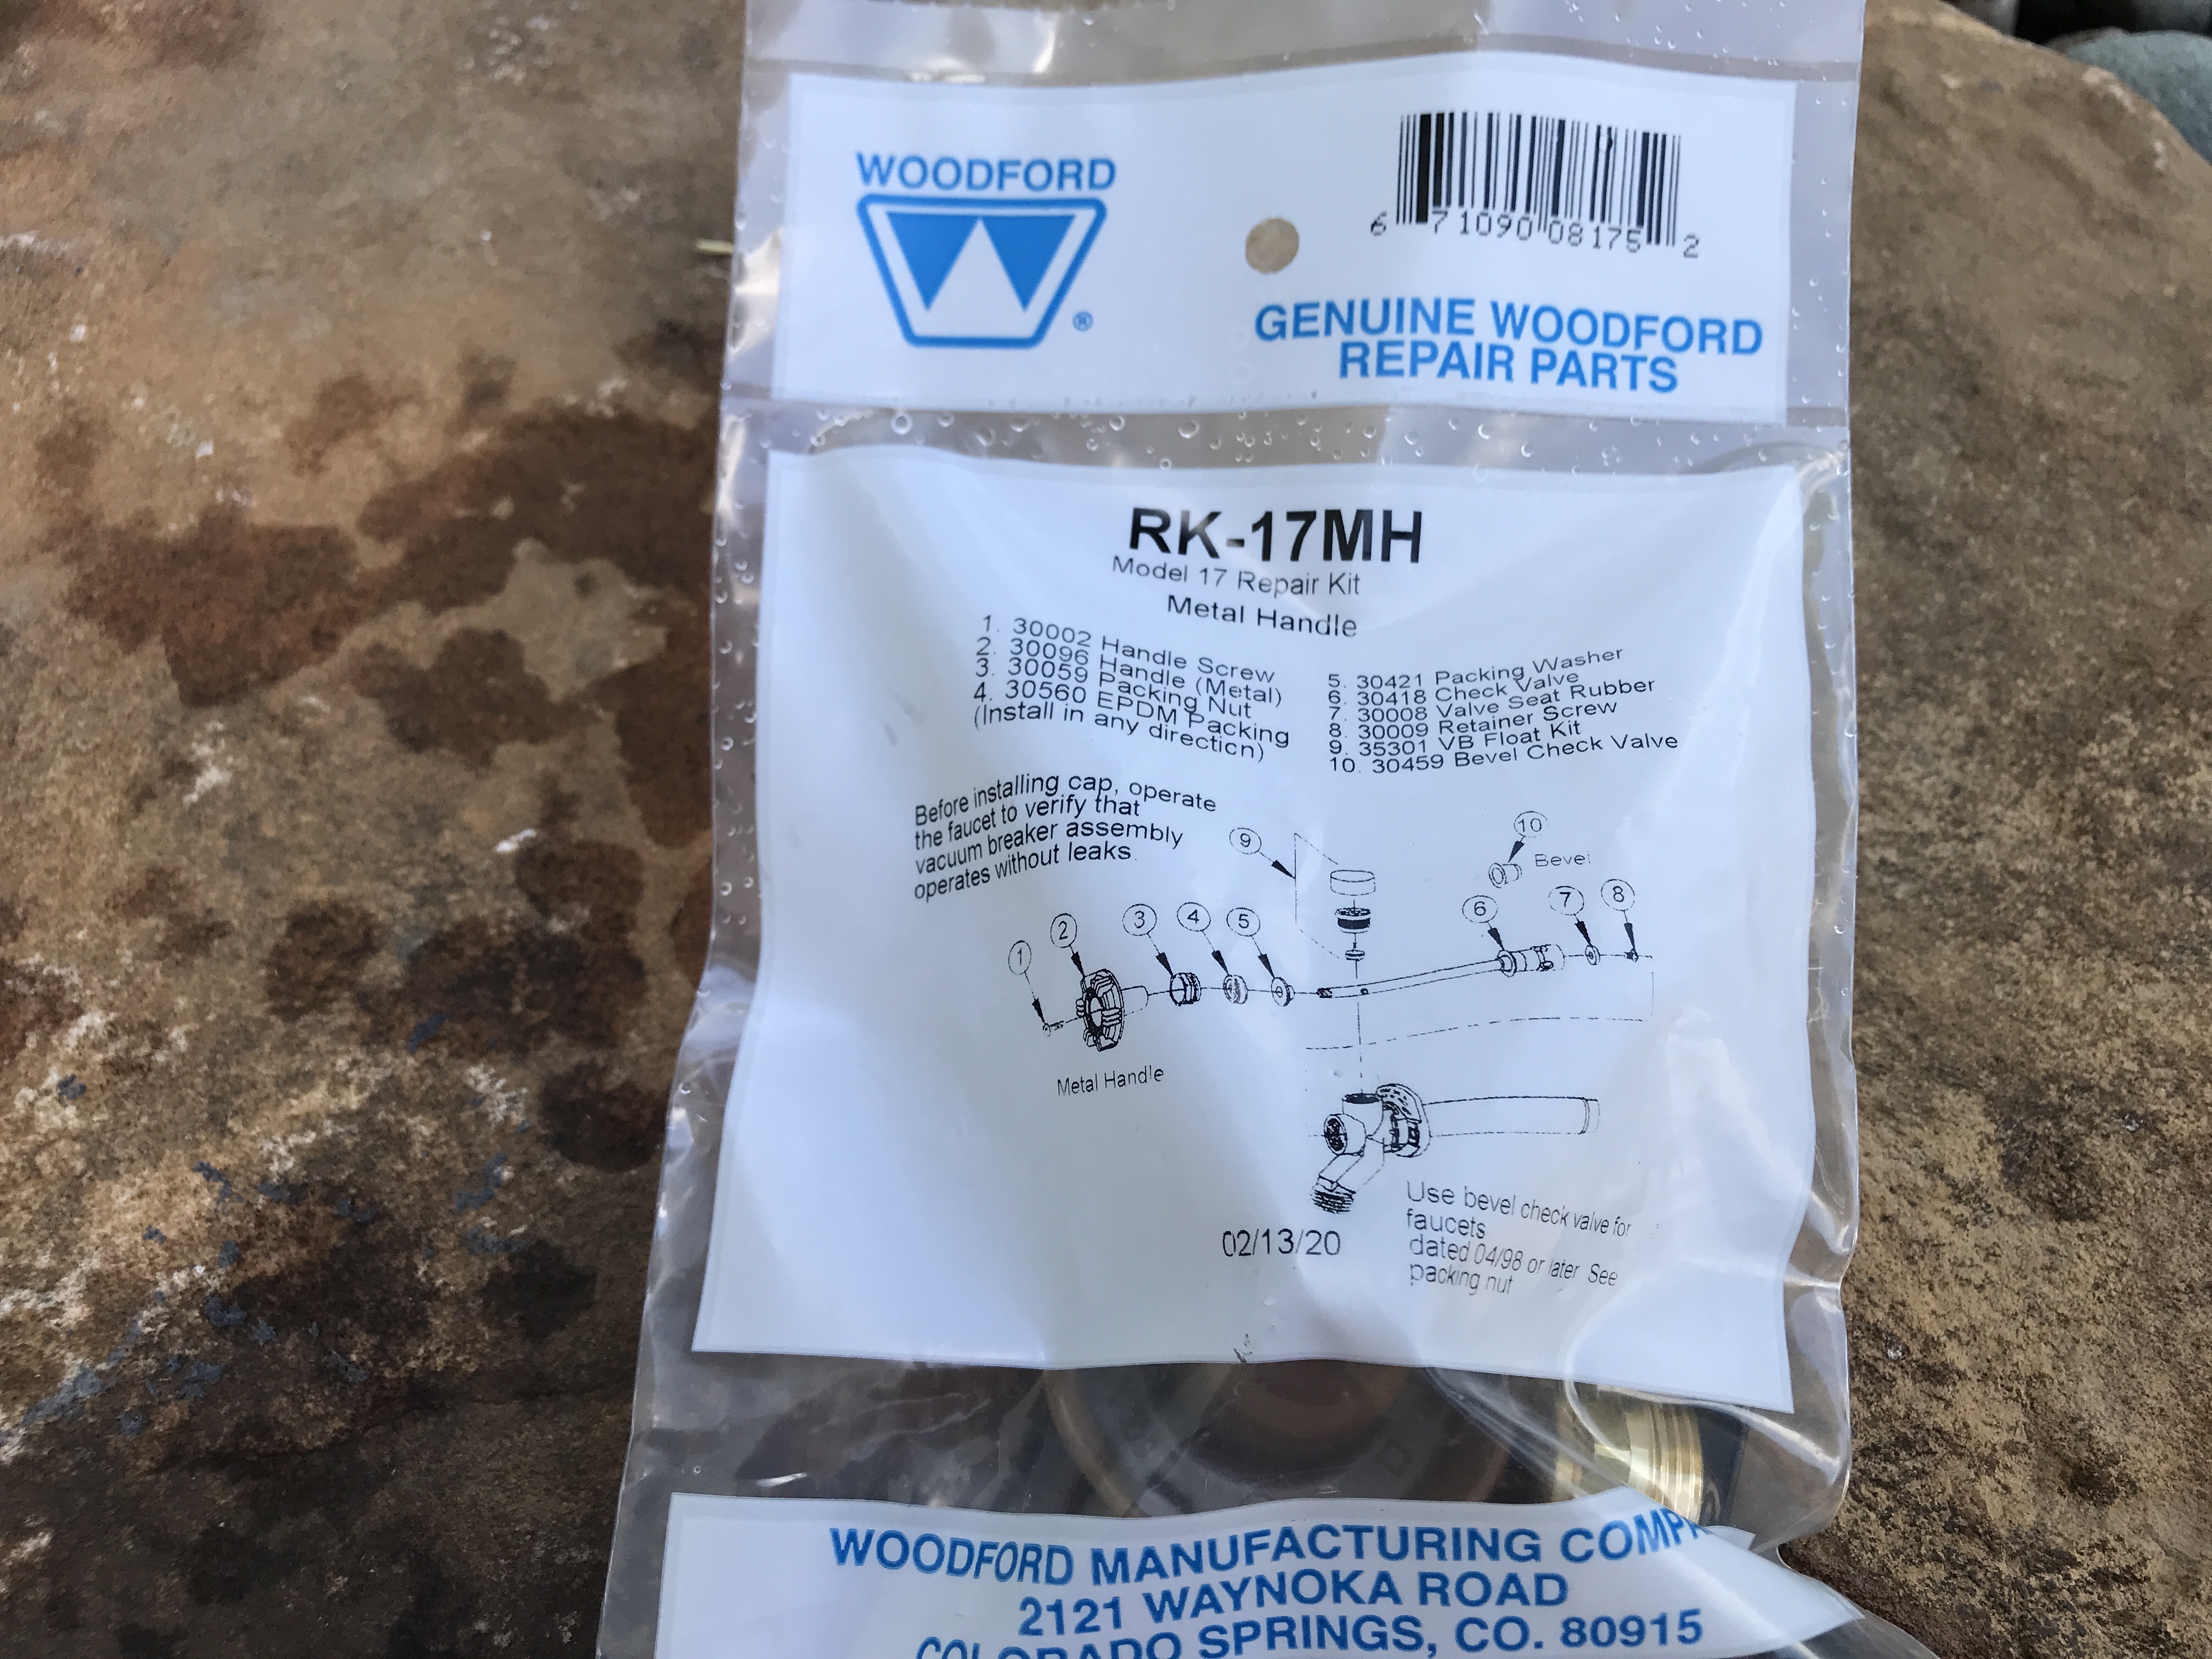 WOODFORD
®
6 71090 08175 2
GENUINE WOODFORD
REPAIR PARTS
RK-17MH
Model 17 Repair Kit
Metal Handle
1. 30002 Handle Screw
2. 30096 Handle (Metal)
3. 30059 Packing Nut
4. 30560 EPDM Packing
(Install in any direction)
5. 30421 Packing Washer
6. 30418 Check Valve
7. 30008 Valve Seat Rubber
8. 30009 Retainer Screw
9. 35301 VB Float Kit
10. 30459 Bevel Check Valve
Before installing cap, operate
the faucet to verify that
vacuum breaker assembly
operates without leaks.
10
Bevel
9
1
2
3
4
5
6
7
8
Metal Handle
Use bevel check valve for
faucets
dated 04/98 or later See
packing nut
02/13/20
WOODFORD MANUFACTURING COMPA
2121 WAYNOKA ROAD
COLORADO SPRINGS, CO. 80915